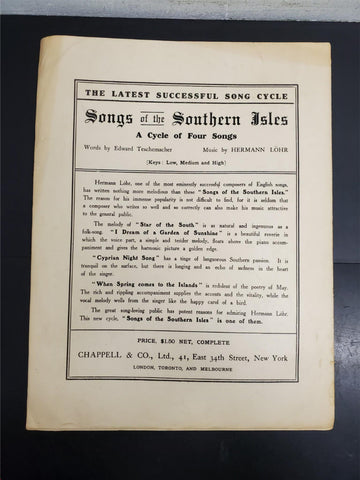 THE LATEST SUCCESSFUL SONG CYCLE
Songs of the Southern Isles
A Cycle of Four Songs
Words by Edward Teschemacher Music by HERMANN LÖHR
(Keys: Low, Medium and High)
Hermann Löhr, one of the most eminently successful composers of English songs,
has written nothing more melodious than these "Songs of the Southern Isles."
The reason for his immense popularity is not difficult to find, for it is seldom that
a composer who writes so well and so correctly can also make his music attractive
to the general public.
The melody of "Star of the South" is as natural and ingenuous as a
folk-song. "I Dream of a Garden of Sunshine" is a beautiful reverie in
which the voice part, a simple and tender melody, floats above the piano accom-
paniment and gives the harmonic picture a golden edge.
"Cyprian Night Song" has a tinge of languorous Southern passion. It is
tranquil on the surface, but there is longing and an echo of sadness in the heart
of the singer.
"When Spring comes to the Islands" is redolent of the poetry of May.
The rich and rippling accompaniment supplies the accents and the vitality, while the
vocal melody wells from the singer like the happy carol of a bird.
The great song-loving public has potent reasons for admiring Hermann Löhr.
This new cycle, "Songs of the Southern Isles" is one of them.
PRICE, $1.50 NET, COMPLETE
CHAPPELL & CO., Ltd., 41, East 34th Street, New York
LONDON, TORONTO, AND MELBOURNE